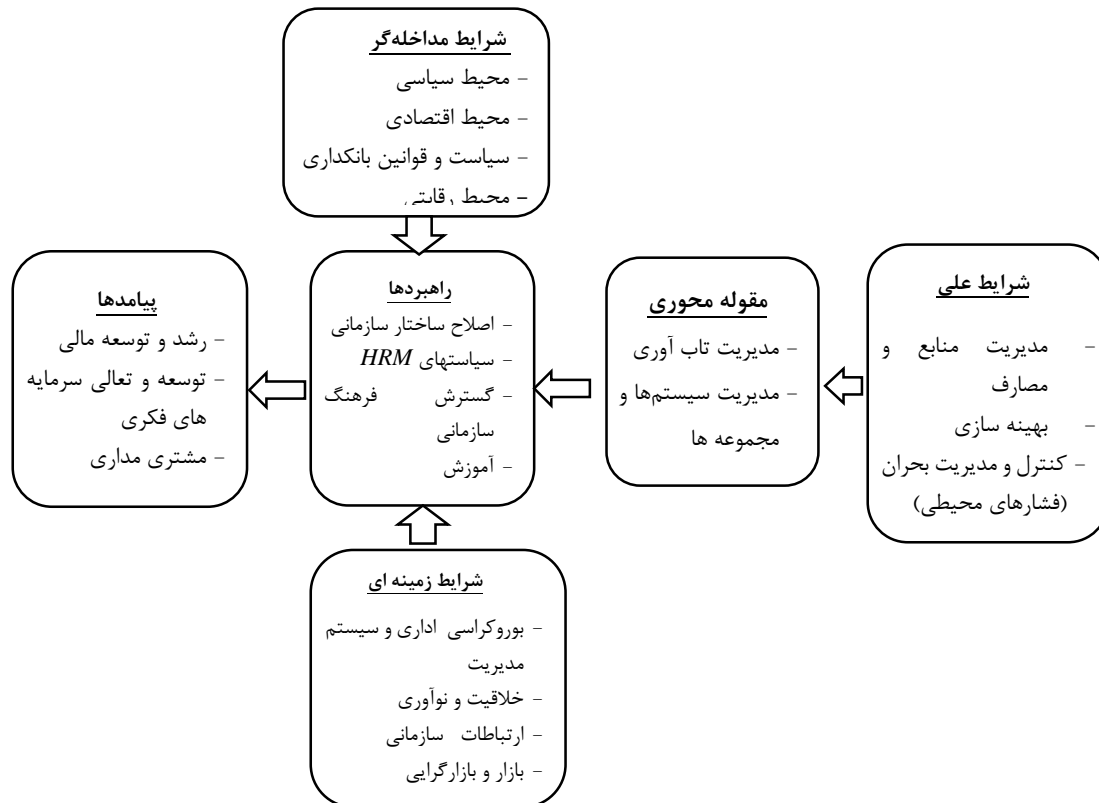 شرایط مداخله‌گر
- محیط سیاسی
- محیط اقتصادی
- سیاست و قوانین بانکداری
- محیط رقابتی
شرایط علی
- مدیریت منابع و
مصارف
- بهینه سازی
- کنترل و مدیریت بحران
(فشارهای محیطی)
مقوله محوری
- مدیریت تاب آوری
- مدیریت سیستم‌ها و
مجموعه ها
راهبردها
- اصلاح ساختار سازمانی
- سیاستهای HRM
- گسترش فرهنگ
سازمانی
- آموزش
پیامدها
- رشد و توسعه مالی
- توسعه و تعالی سرمایه
های فکری
- مشتری مداری
شرایط زمینه ای
- بوروکراسی اداری و سیستم
مدیریت
- خلاقیت و نوآوری
- ارتباطات سازمانی
- بازار و بازارگرایی